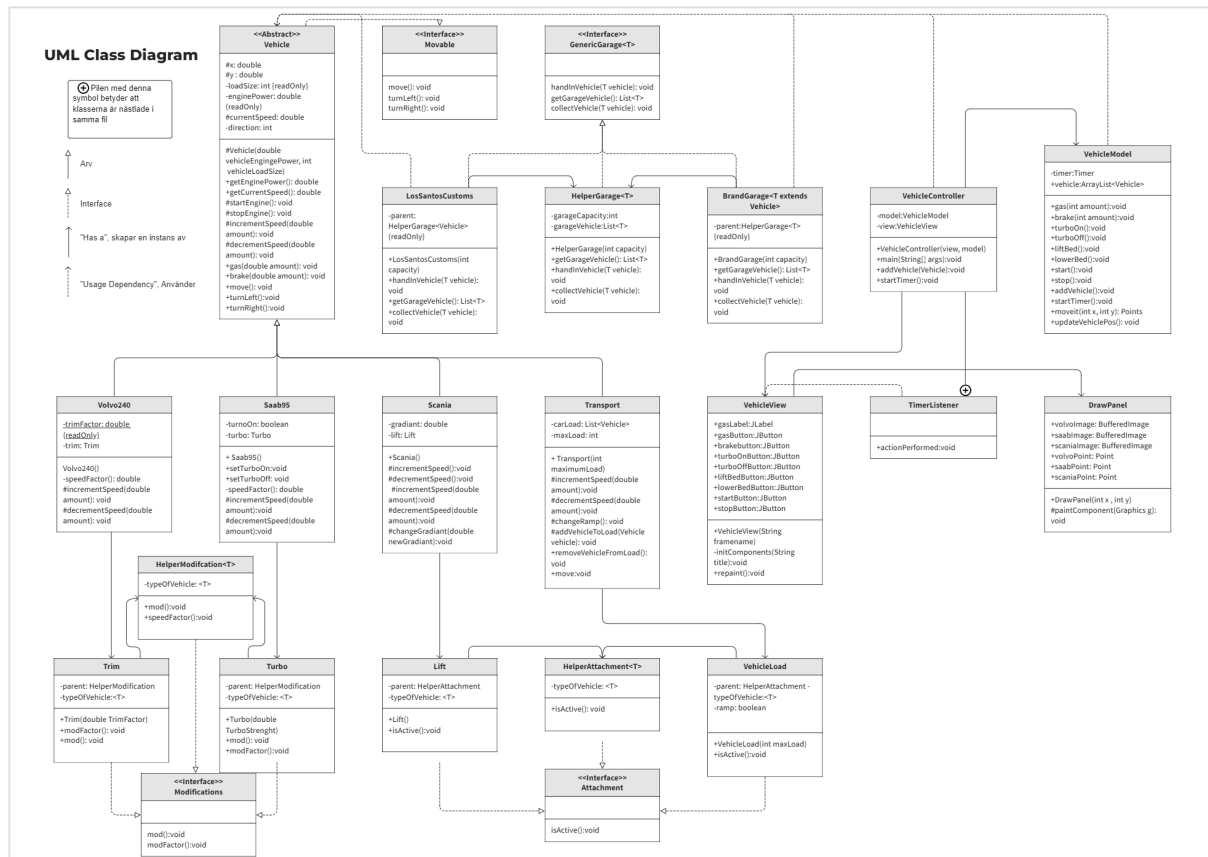 UML Class Diagram
Pilen med denna
symbol betyder att
klasserna är nästlade i
samma fil
Arv
Interface
"Has a", skapar en instans av
"Usage Dependency", Använder
<<Abstract>>
Vehicle
#x: double
#y : double
-loadSize: int {readOnly}
-enginePower: double
{readOnly}
#currentSpeed: double
-direction: int
#Vehicle(double
vehicleEngingePower, int
vehicleLoadSize)
+getEnginePower(): double
+getCurrentSpeed(): double
#startEngine(): void
#stopEngine(): void
#incrementSpeed(double
amount): void
#decrementSpeed(double
amount): void
+gas(double amount): void
+brake(double amount): void
+move(): void
+turnLeft():void
+turnRight():void
<<Interface>>
Movable
move(): void
turnLeft(): void
turnRight(): void
<<Interface>>
GenericGarage<T>
handInVehicle(T vehicle): void
getGarageVehicle(): List<T>
collectVehicle(T vehicle): void
LosSantosCustoms
-parent:
HelperGarage<Vehicle>
{readOnly}
+LosSantosCustoms(int
capacity)
+handInVehicle(T vehicle):
void
+getGarageVehicle(): List<T>
+collectVehicle(T vehicle):
void
HelperGarage<T>
-garageCapacity:int
-garageVehicle:List<T>
+HelperGarage(int capacity)
+getGarageVehicle(): List<T>
+handInVehicle(T vehicle):
void
+collectVehicle(T vehicle):
void
BrandGarage<T extends
Vehicle>
-parent:HelperGarage<T>
{readOnly}
+BrandGarage(int capacity)
+getGarageVehicle(): List<T>
+handInVehicle(T vehicle):
void
+collectVehicle(T vehicle):
void
VehicleController
-model:VehicleModel
-view:VehicleView
+VehicleController(view, model)
+main(String[] args):void
+addVehicle(Vehicle):void
+startTimer():void
VehicleModel
-timer:Timer
+vehicle:ArrayList<Vehicle>
+gas(int amount):void
+brake(int amount):void
+turboOn():void
+turboOff():void
+liftBed():void
+lowerBed():void
+start():void
+stop():void
+addVehicle():void
+startTimer():void
+moveit(int x, int y): Points
+updateVehiclePos(): void
Volvo240
-trimFactor: double
{readOnly}
-trim: Trim
Volvo240()
-speedFactor(): double
#incrementSpeed(double
amount): void
#decrementSpeed(double
amount): void
Saab95
-turnoOn: boolean
-turbo: Turbo
+ Saab95()
+setTurboOn:void
+setTurboOff: void
-speedFactor(): double
#incrementSpeed(double
amount):void
#decrementSpeed(double
amount):void
Scania
-gradiant: double
-lift: Lift
+Scania()
#incrementSpeed():void
#decrementSpeed():void
#incrementSpeed(double
amount):void
#decrementSpeed(double
amount):void
#changeGradiant(double
newGradiant):void
Transport
-carLoad: List<Vehicle>
-maxLoad: int
+ Transport(int
maximumLoad)
#incrementSpeed(double
amount):void
#decrementSpeed(double
amount):void
#changeRamp(): void
#addVehicleToLoad(Vehicle
vehicle): void
+removeVehicleFromLoad():
void
+move:void
VehicleView
+gasLabel:JLabel
+gasButton:JButton
+brakebutton:JButton
+turboOnButton:JButton
+turboOffButton:JButton
+liftBedButton:JButton
+lowerBedButton:JButton
+startButton:JButton
+stopButton:JButton
+VehicleView(String
framename)
-initComponents(String
title):void
+repaint():void
TimerListener
+actionPerformed:void
DrawPanel
+volvoImage: BufferedImage
+saabImage: BufferedImage
+scaniaImage: BufferedImage
+volvoPoint: Point
+saabPoint: Point
+scaniaPoint: Point
+DrawPanel(int x , int y)
#paintComponent(Graphics g):
void
HelperModifcation<T>
-typeOfVehicle: <T>
+mod():void
+speedFactor():void
Trim
-parent: HelperModification
-typeOfVehicle:<T>
+Trim(double TrimFactor)
+modFactor():void
+mod(): void
Turbo
-parent: HelperModification
-typeOfVehicle: <T>
+Turbo(double
TurboStrenght)
+mod(): void
+modFactor():void
Lift
-parent: HelperAttachment
-typeOfVehicle: <T>
+Lift()
+isActive():void
HelperAttachment<T>
-typeOfVehicle: <T>
+isActive(): void
VehicleLoad
-parent: HelperAttachment -
typeOfVehicle:<T>
-ramp: boolean
+VehicleLoad(int maxLoad)
+isActive():void
<<Interface>>
Modifications
mod():void
modFactor():void
<<Interface>>
Attachment
isActive():void